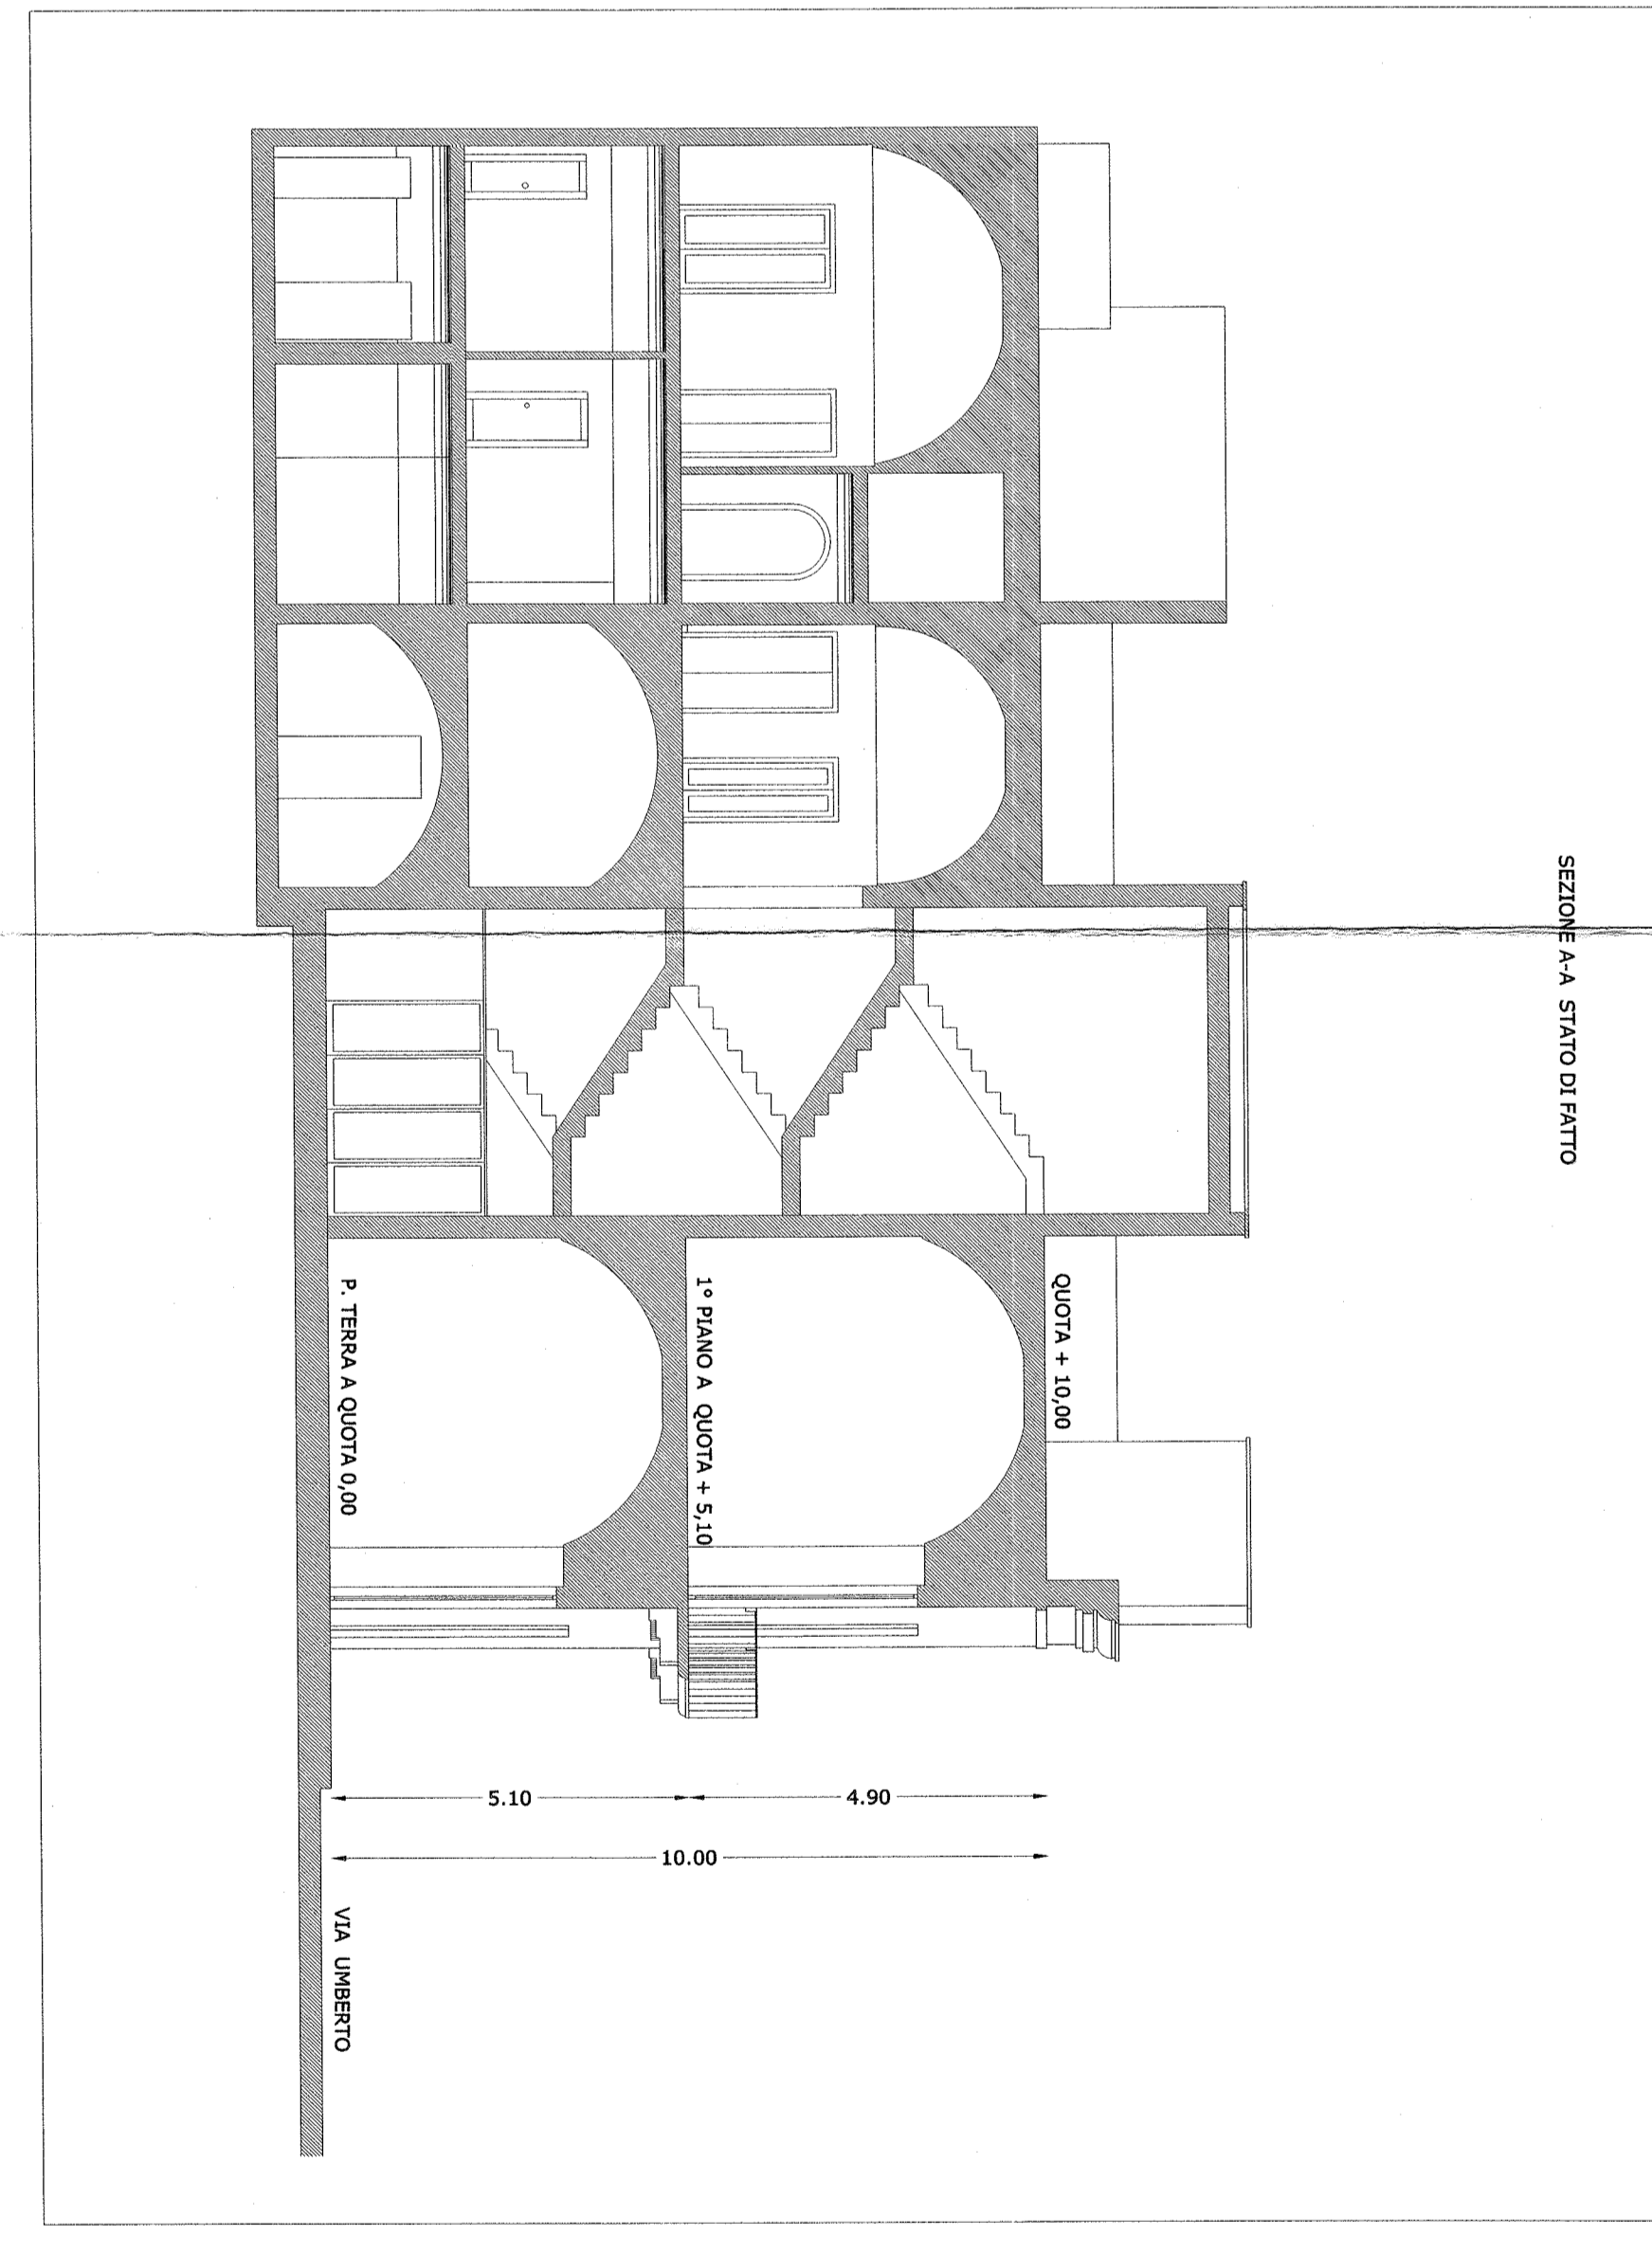 SEZIONE A-A STATO DI FATTO
QUOTA + 10,00
1° PIANO A QUOTA + 5,10
P. TERRA A QUOTA 0,00
4.90
5.10
10.00
VIA UMBERTO